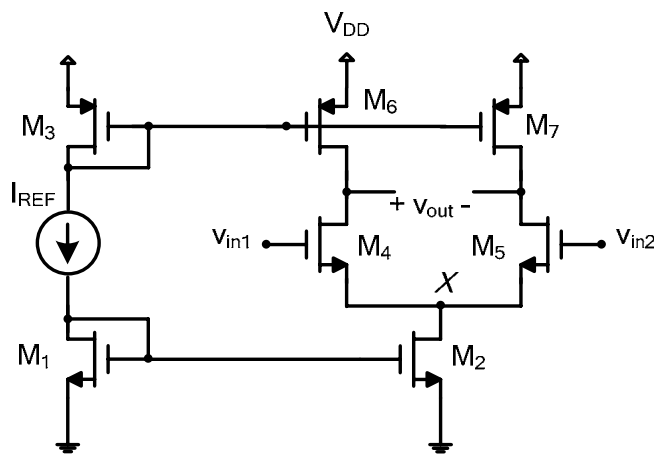 V_DD
M_3
M_6
M_7
I_REF
+ v_out -
v_in1
M_4
M_5
v_in2
X
M_1
M_2